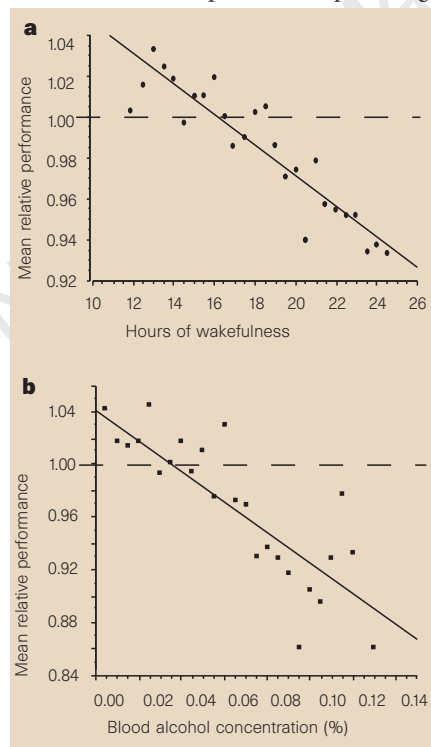 a
1.04
1.02
1.00
0.98
0.96
0.94
0.92
Mean relative performance
10 12 14 16 18 20 22 24 26
Hours of wakefulness
b
1.04
1.00
0.96
0.92
0.88
0.84
Mean relative performance
0.00 0.02 0.04 0.06 0.08 0.10 0.12 0.14
Blood alcohol concentration (%)